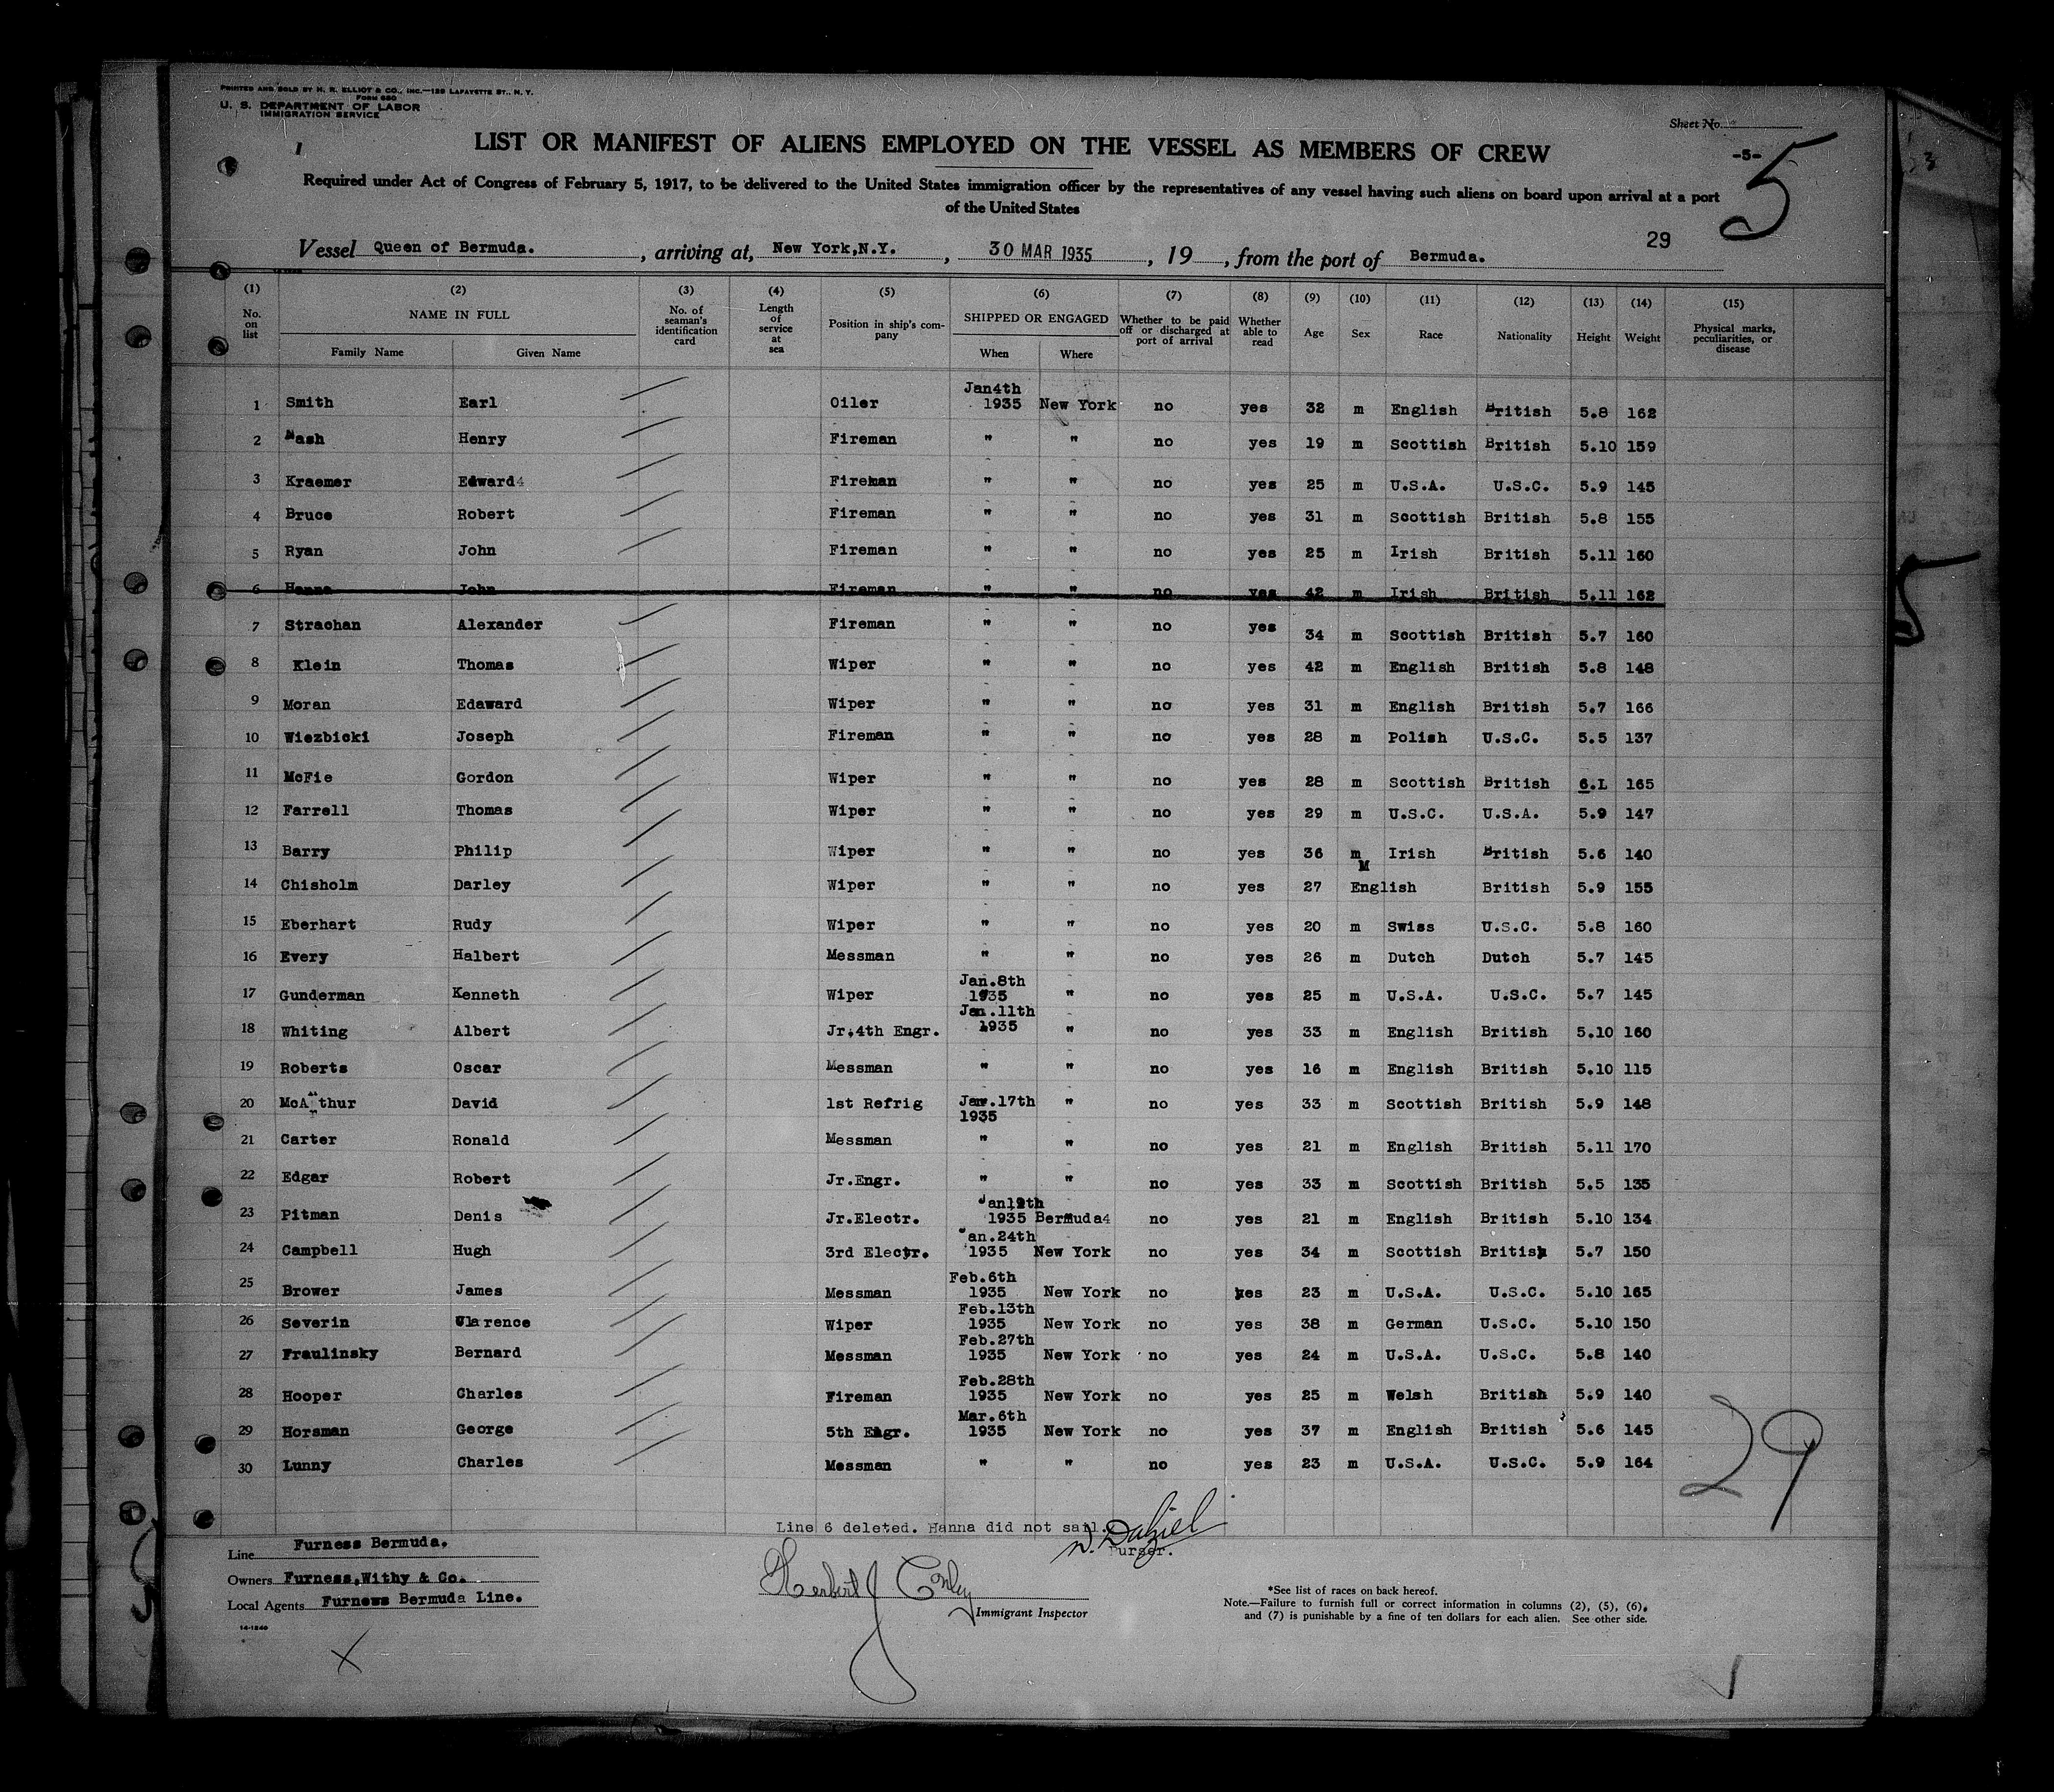 PRINTED AND SOLD BY N. R. ELLIOT & CO., INC.—129 LAFAYETTE ST., N. Y.
FORM 680
U. S. DEPARTMENT OF LABOR
IMMIGRATION SERVICE
Sheet No.
LIST OR MANIFEST OF ALIENS EMPLOYED ON THE VESSEL AS MEMBERS OF CREW
-5- 5
Required under Act of Congress of February 5, 1917, to be delivered to the United States immigration officer by the representatives of any vessel having such aliens on board upon arrival at a port
of the United States
29
Vessel Queen of Bermuda. , arriving at, New York,N.Y. , 30 MAR 1935 , 19 , from the port of Bermuda.
(1) (2) (3) (4) (5) (6) (7) (8) (9) (10) (11) (12) (13) (14) (15)
No. on list NAME IN FULL Family Name Given Name No. of seaman's identification card Length of service at sea Position in ship's company SHIPPED OR ENGAGED When Where Whether to be paid off or discharged at port of arrival Whether able to read Age Sex Race Nationality Height Weight Physical marks, peculiarities, or disease
1 Smith Earl Oiler Jan4th 1935 New York no yes 32 m English British 5.8 162
2 Nash Henry Fireman " " no yes 19 m Scottish British 5.10 159
3 Kraemer Edward4 Fireman " " no yes 25 m U.S.A. U.S.C. 5.9 145
4 Bruce Robert Fireman " " no yes 31 m Scottish British 5.8 155
5 Ryan John Fireman " " no yes 25 m Irish British 5.11 160
6 Hanna John Fireman " " no yes 42 m Irish British 5.11 162
7 Strachan Alexander Fireman " " no yes 34 m Scottish British 5.7 160
8 Klein Thomas Wiper " " no yes 42 m English British 5.8 148
9 Moran Edaward Wiper " " no yes 31 m English British 5.7 166
10 Wiezbicki Joseph Fireman " " no yes 28 m Polish U.S.C. 5.5 137
11 McFie Gordon Wiper " " no yes 28 m Scottish British 6.L 165
12 Farrell Thomas Wiper " " no yes 29 m U.S.C. U.S.A. 5.9 147
13 Barry Philip Wiper " " no yes 36 m Irish British 5.6 140
14 Chisholm Darley Wiper " " no yes 27 M English British 5.9 155
15 Eberhart Rudy Wiper " " no yes 20 m Swiss U.S.C. 5.8 160
16 Every Halbert Messman " " no yes 26 m Dutch Dutch 5.7 145
17 Gunderman Kenneth Wiper Jan.8th 1935 " no yes 25 m U.S.A. U.S.C. 5.7 145
18 Whiting Albert Jr.4th Engr. Jan.11th 1935 " no yes 33 m English British 5.10 160
19 Roberts Oscar Messman " " no yes 16 m English British 5.10 115
20 McArthur David 1st Refrig Jan.17th 1935 " no yes 33 m Scottish British 5.9 148
21 Carter Ronald Messman " " no yes 21 m English British 5.11 170
22 Edgar Robert Jr.Engr. " " no yes 33 m Scottish British 5.5 135
23 Pitman Denis Jr.Electr. Jan19th 1935 Bermuda4 no yes 21 m English British 5.10 134
24 Campbell Hugh 3rd Electr. Jan.24th 1935 New York no yes 34 m Scottish British 5.7 150
25 Brower James Messman Feb.6th 1935 New York no yes 23 m U.S.A. U.S.C. 5.10 165
26 Severin Clarence Wiper Feb.13th 1935 New York no yes 38 m German U.S.C. 5.10 150
27 Fraulinsky Bernard Messman Feb.27th 1935 New York no yes 24 m U.S.A. U.S.C. 5.8 140
28 Hooper Charles Fireman Feb.28th 1935 New York no yes 25 m Welsh British 5.9 140
29 Horsman George 5th Engr. Mar.6th 1935 New York no yes 37 m English British 5.6 145
30 Lunny Charles Messman " " no yes 23 m U.S.A. U.S.C. 5.9 164
29
Line 6 deleted. Hanna did not sail. D. Dalziel
Purser.
Line Furness Bermuda.
Owners Furness,Withy & Co.
Local Agents Furness Bermuda Line.
14-1240
Herbert J Conley
Immigrant Inspector
*See list of races on back hereof.
Note.—Failure to furnish full or correct information in columns (2), (5), (6), and (7) is punishable by a fine of ten dollars for each alien. See other side.